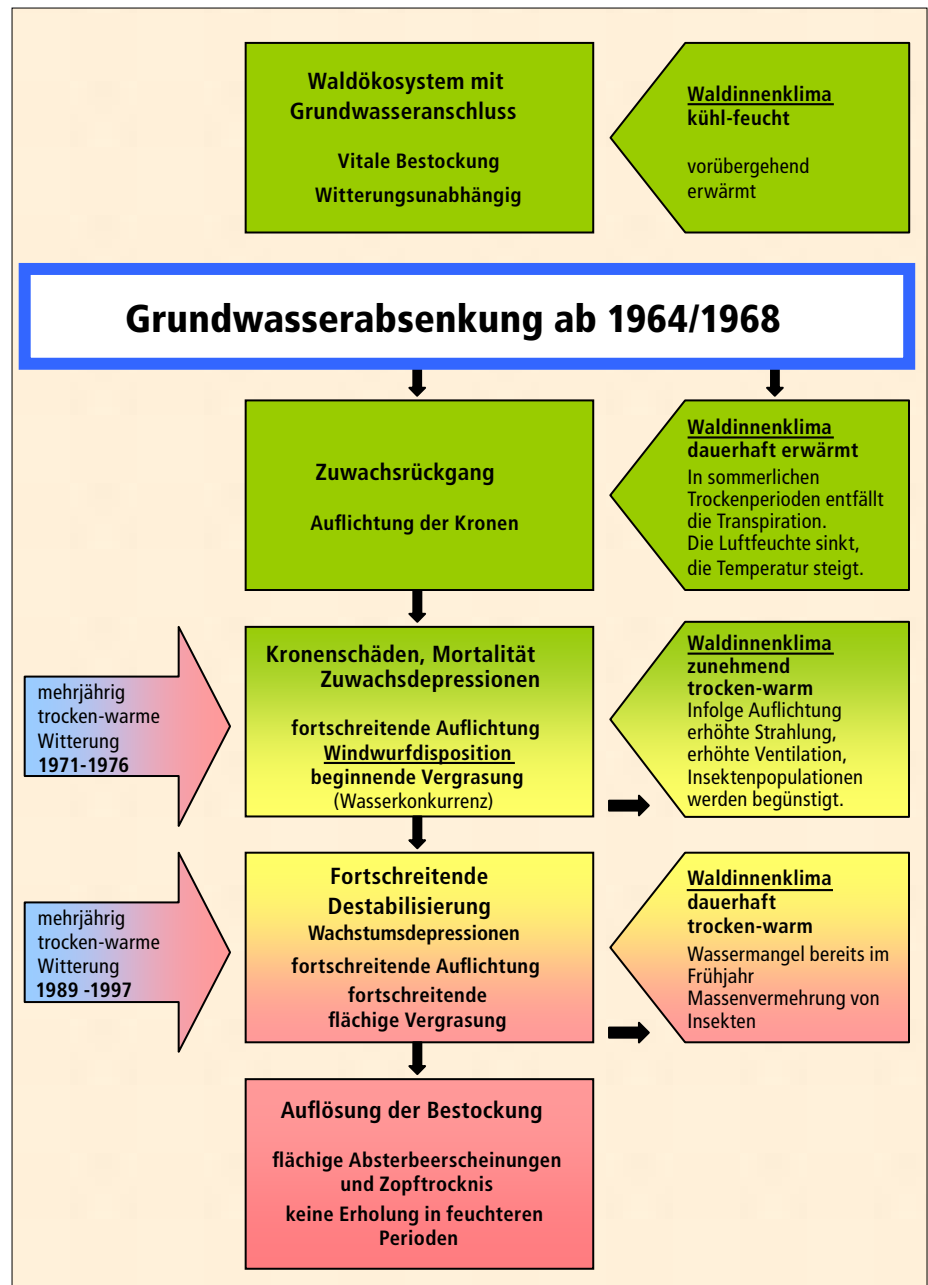 Waldökosystem mit
Grundwasseranschluss
Vitale Bestockung
Witterungsunabhängig
Waldinnenklima
kühl-feucht
vorübergehend
erwärmt
Grundwasserabsenkung ab 1964/1968
Zuwachsrückgang
Auflichtung der Kronen
Waldinnenklima
dauerhaft erwärmt
In sommerlichen
Trockenperioden entfällt
die Transpiration.
Die Luftfeuchte sinkt,
die Temperatur steigt.
mehrjährig
trocken-warme
Witterung
1971-1976
Kronenschäden, Mortalität
Zuwachsdepressionen
fortschreitende Auflichtung
Windwurfdisposition
beginnende Vergrasung
(Wasserkonkurrenz)
Waldinnenklima
zunehmend
trocken-warm
Infolge Auflichtung
erhöhte Strahlung,
erhöhte Ventilation,
Insektenpopulationen
werden begünstigt.
mehrjährig
trocken-warme
Witterung
1989 -1997
Fortschreitende
Destabilisierung
Wachstumsdepressionen
fortschreitende Auflichtung
fortschreitende
flächige Vergrasung
Waldinnenklima
dauerhaft
trocken-warm
Wassermangel bereits im
Frühjahr
Massenvermehrung von
Insekten
Auflösung der Bestockung
flächige Absterbeerscheinungen
und Zopftrocknis
keine Erholung in feuchteren
Perioden